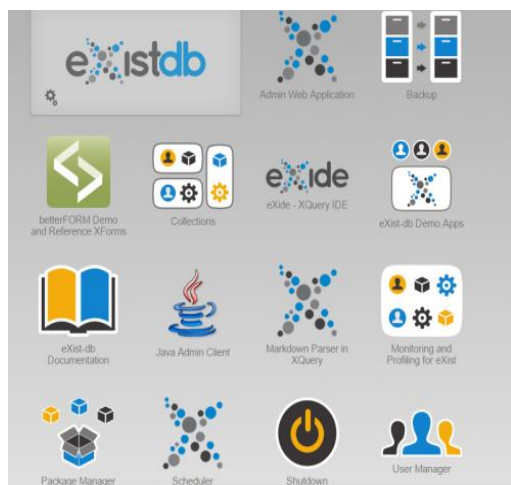 eXistdb
Admin Web Application
Backup
betterFORM Demo
and Reference XForms
Collections
eXide
eXide - XQuery IDE
eXist-db Demo Apps
eXist-db
Documentation
Java Admin Client
Markdown Parser in
XQuery
Monitoring and
Profiling for eXist
Package Manager
Scheduler
Shutdown
User Manager